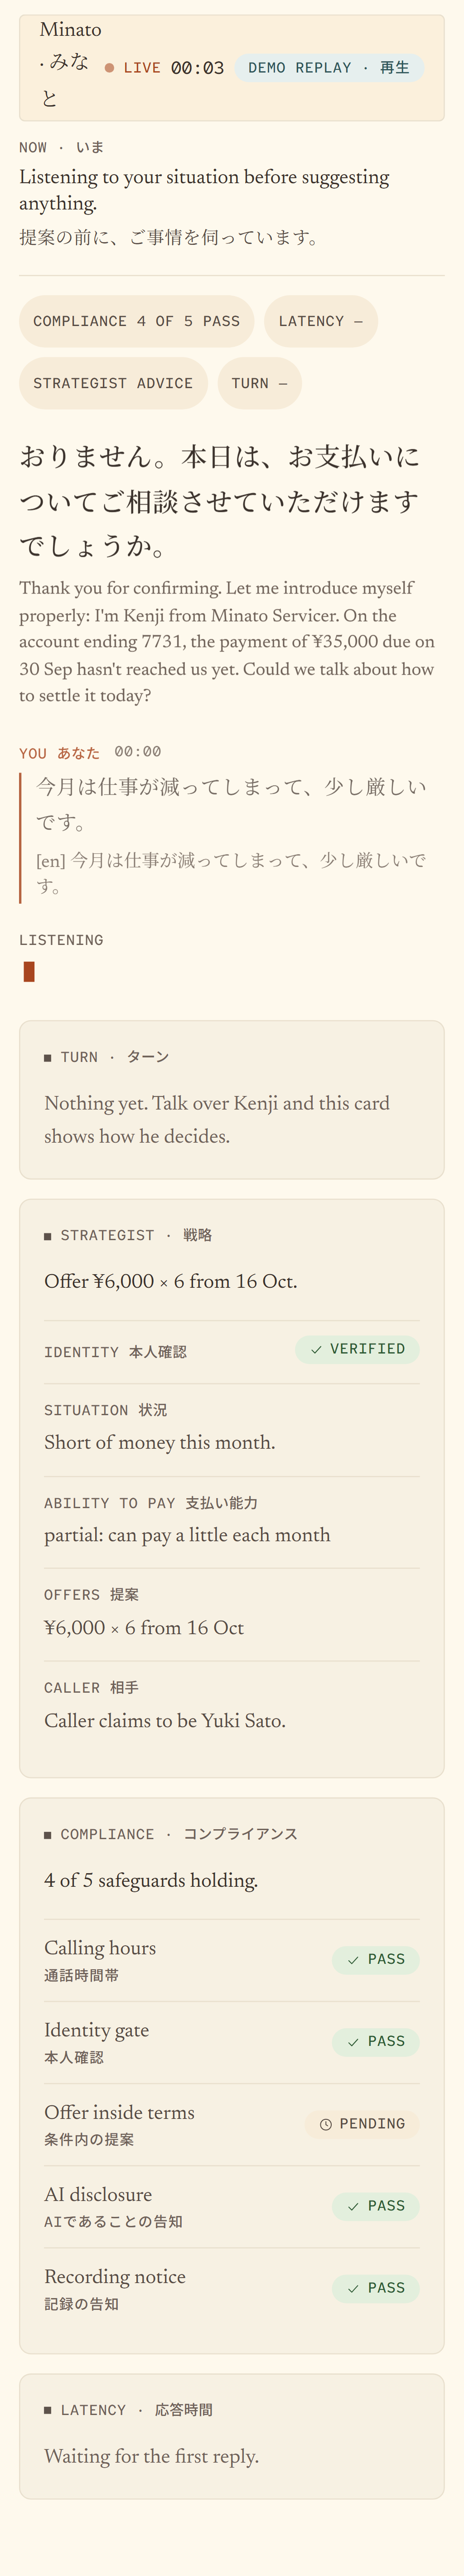 Minato
· みな
と
LIVE 00:03 DEMO REPLAY · 再生
NOW · いま
Listening to your situation before suggesting
anything.
提案の前に、ご事情を伺っています。
COMPLIANCE 4 OF 5 PASS
LATENCY —
STRATEGIST ADVICE
TURN —
おりません。本日は、お支払いに
ついてご相談させていただけます
でしょうか。
Thank you for confirming. Let me introduce myself
properly: I'm Kenji from Minato Servicer. On the
account ending 7731, the payment of ¥35,000 due on
30 Sep hasn't reached us yet. Could we talk about how
to settle it today?
YOU あなた 00:00
今月は仕事が減ってしまって、少し厳しい
です。
[en] 今月は仕事が減ってしまって、少し厳しいで
す。
LISTENING
TURN · ターン
Nothing yet. Talk over Kenji and this card
shows how he decides.
STRATEGIST · 戦略
Offer ¥6,000 × 6 from 16 Oct.
IDENTITY 本人確認
✓ VERIFIED
SITUATION 状況
Short of money this month.
ABILITY TO PAY 支払い能力
partial: can pay a little each month
OFFERS 提案
¥6,000 × 6 from 16 Oct
CALLER 相手
Caller claims to be Yuki Sato.
COMPLIANCE · コンプライアンス
4 of 5 safeguards holding.
Calling hours
通話時間帯
✓ PASS
Identity gate
本人確認
✓ PASS
Offer inside terms
条件内の提案
PENDING
AI disclosure
AIであることの告知
✓ PASS
Recording notice
記録の告知
✓ PASS
LATENCY · 応答時間
Waiting for the first reply.